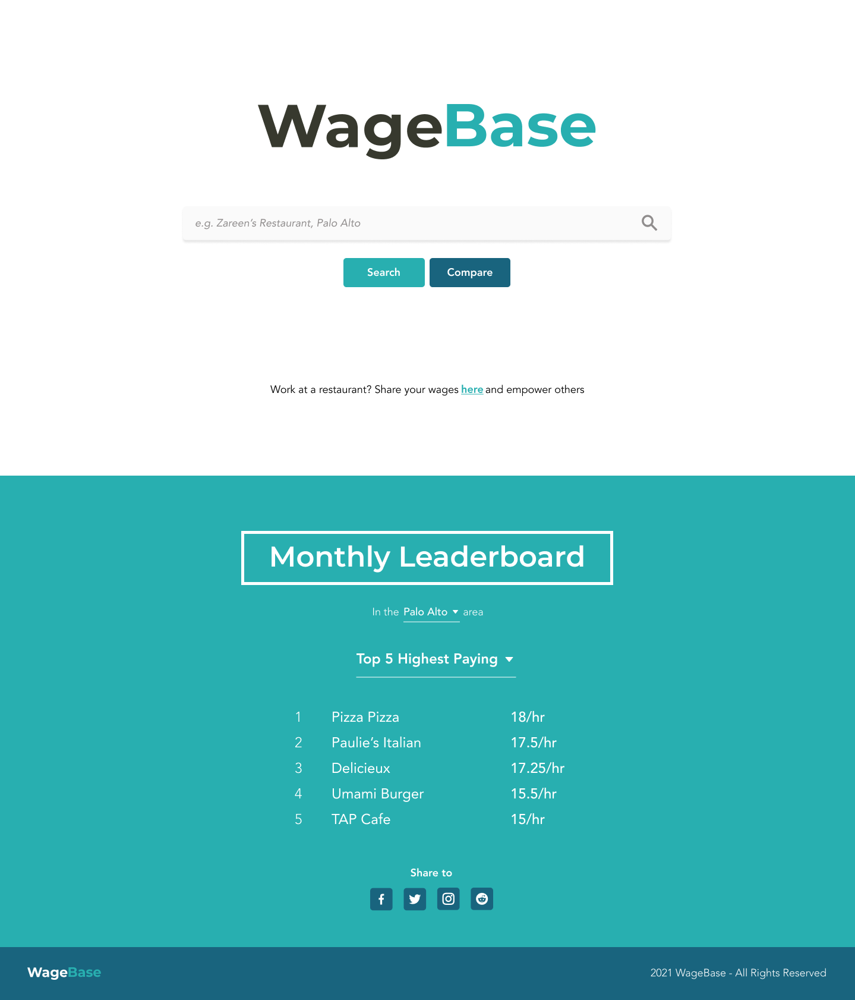 WageBase
e.g. Zareen’s Restaurant, Palo Alto
Search Compare
Work at a restaurant? Share your wages here and empower others
Monthly Leaderboard
In the Palo Alto area
Top 5 Highest Paying
1 Pizza Pizza 18/hr
2 Paulie’s Italian 17.5/hr
3 Delicieux 17.25/hr
4 Umami Burger 15.5/hr
5 TAP Cafe 15/hr
Share to
WageBase 2021 WageBase - All Rights Reserved